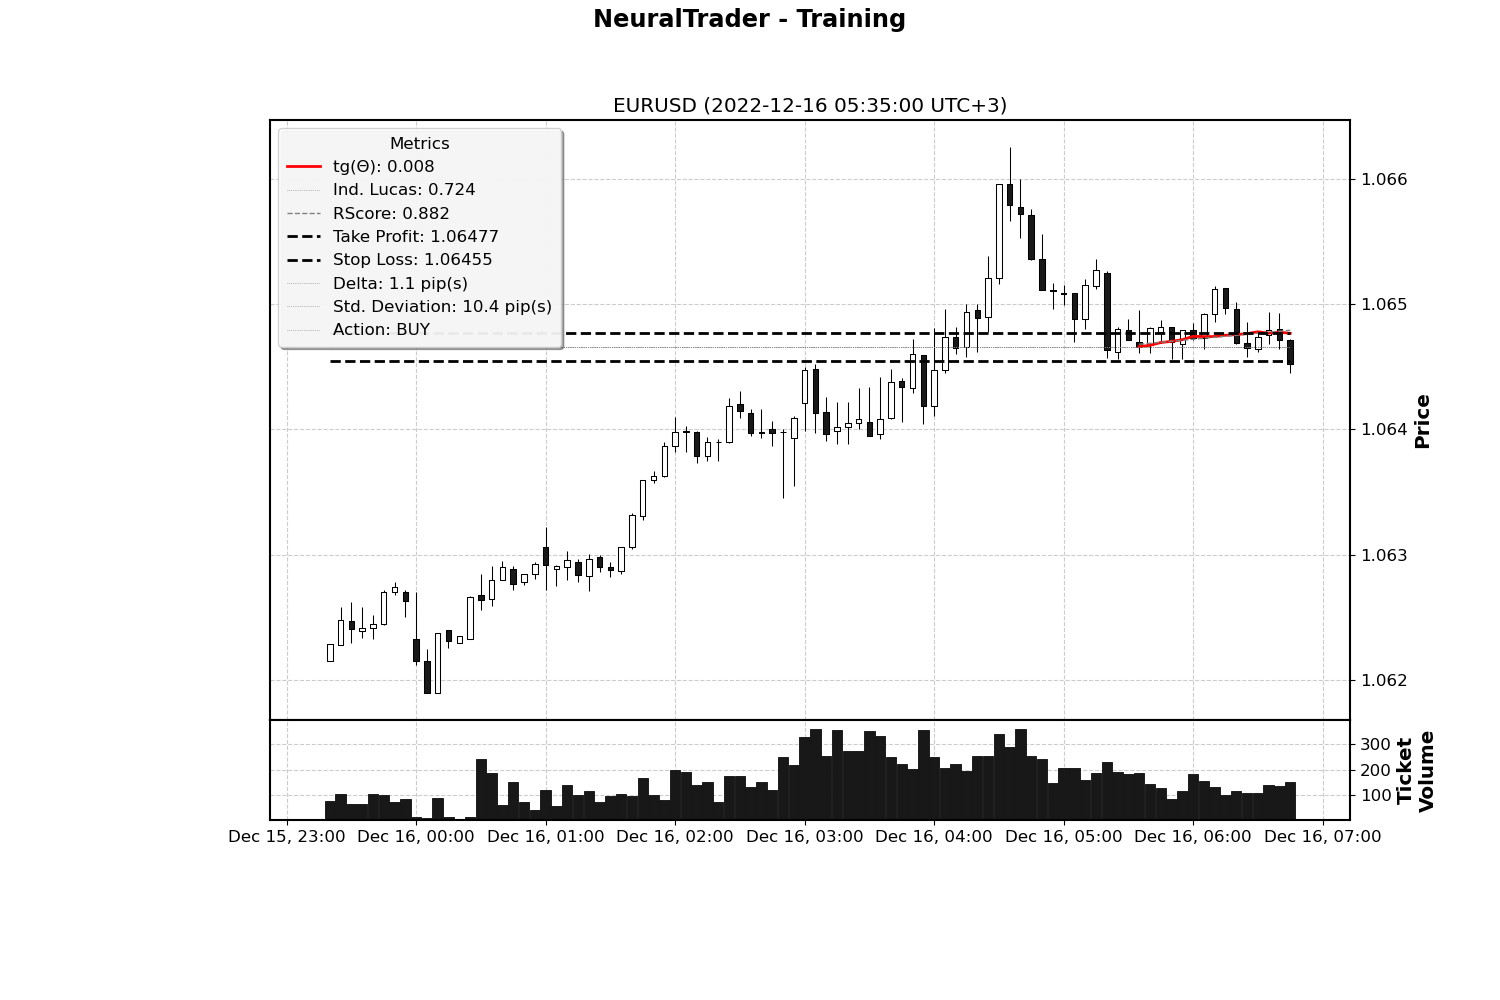 NeuralTrader - Training
EURUSD (2022-12-16 05:35:00 UTC+3)
Metrics
tg(Θ): 0.008
Ind. Lucas: 0.724
RScore: 0.882
Take Profit: 1.06477
Stop Loss: 1.06455
Delta: 1.1 pip(s)
Std. Deviation: 10.4 pip(s)
Action: BUY
1.066
1.065
1.064
1.063
1.062
Price
300
200
100
Ticket
Volume
Dec 15, 23:00 Dec 16, 00:00 Dec 16, 01:00 Dec 16, 02:00 Dec 16, 03:00 Dec 16, 04:00 Dec 16, 05:00 Dec 16, 06:00 Dec 16, 07:00